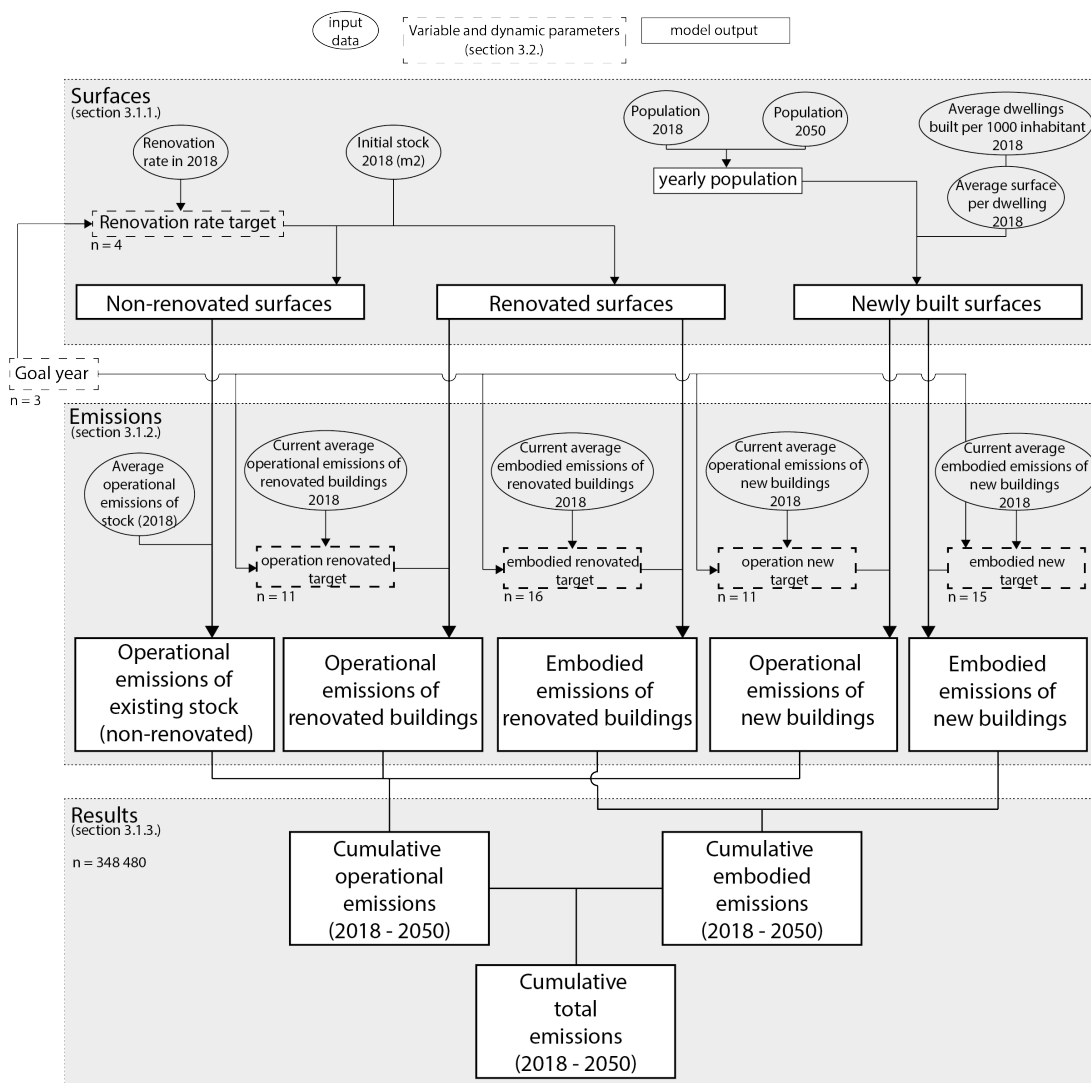 input
data
Variable and dynamic parameters
(section 3.2.)
model output
Surfaces
(section 3.1.1.)
Renovation
rate in 2018
Initial stock
2018 (m2)
Population
2018
Population
2050
Average dwellings
built per 1000 inhabitant
2018
yearly population
Average surface
per dwelling
2018
Renovation rate target
n = 4
Non-renovated surfaces
Renovated surfaces
Newly built surfaces
Goal year
n = 3
Emissions
(section 3.1.2.)
Average
operational
emissions of
stock (2018)
Current average
operational emissions of
renovated buildings
2018
Current average
embodied emissions of
renovated buildings
2018
Current average
operational emissions of
new buildings
2018
Current average
embodied emissions of
new buildings
2018
operation renovated
target
n = 11
embodied renovated
target
n = 16
operation new
target
n = 11
embodied new
target
n = 15
Operational
emissions of
existing stock
(non-renovated)
Operational
emissions of
renovated buildings
Embodied
emissions of
renovated buildings
Operational
emissions of
new buildings
Embodied
emissions of
new buildings
Results
(section 3.1.3.)
n = 348 480
Cumulative
operational
emissions
(2018 - 2050)
Cumulative
embodied
emissions
(2018 - 2050)
Cumulative
total
emissions
(2018 - 2050)